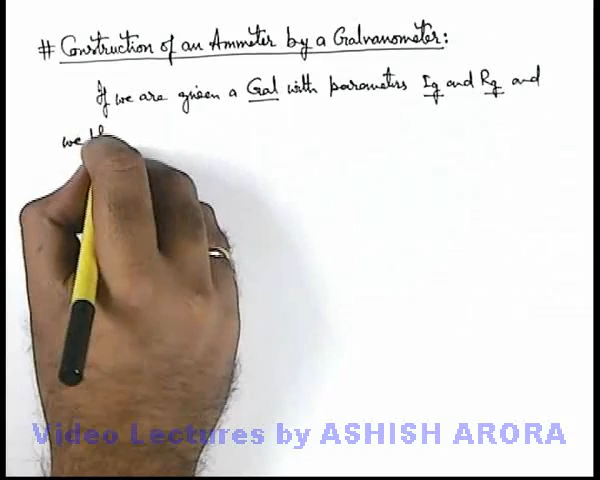 # Construction of an Ammeter by a Galvanometer:
If we are given a Gal with parameters Ig and Rg and
we
Video Lectures by ASHISH ARORA